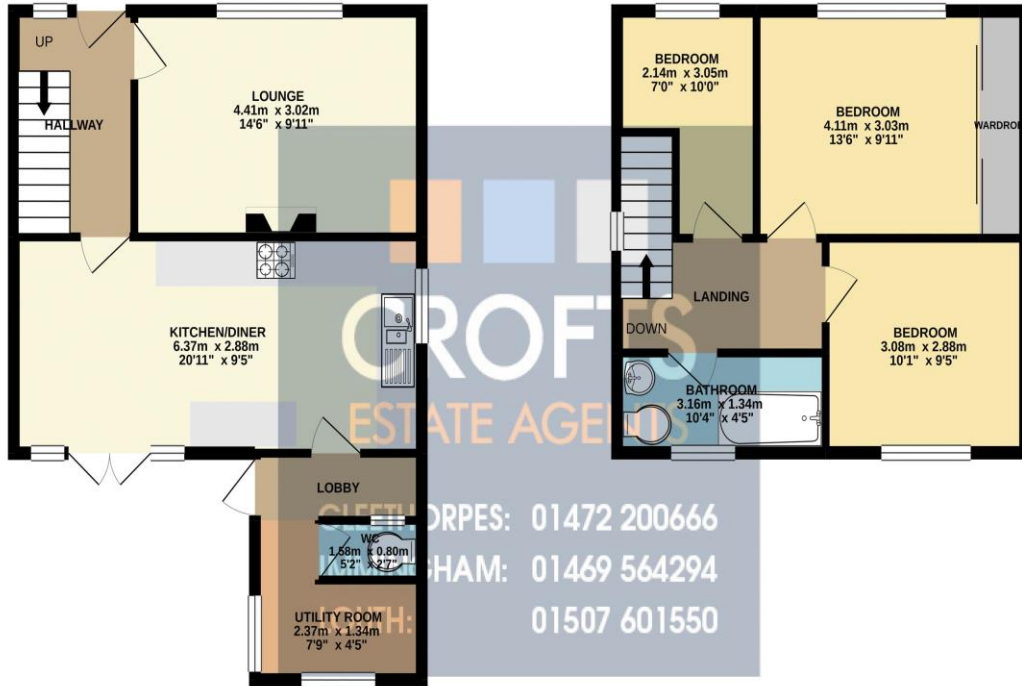 UP
HALLWAY
LOUNGE
4.41m x 3.02m
14'6" x 9'11"
KITCHEN/DINER
6.37m x 2.88m
20'11" x 9'5"
LOBBY
WC
1.58m x 0.80m
5'2" x 2'7"
UTILITY ROOM
2.37m x 1.34m
7'9" x 4'5"
BEDROOM
2.14m x 3.05m
7'0" x 10'0"
BEDROOM
4.11m x 3.03m
13'6" x 9'11"
LANDING
DOWN
BEDROOM
3.08m x 2.88m
10'1" x 9'5"
BATHROOM
3.16m x 1.34m
10'4" x 4'5"
CROFTS
ESTATE AGENTS
CLEETHORPES: 01472 200666
IMMINGHAM: 01469 564294
LOUTH: 01507 601550